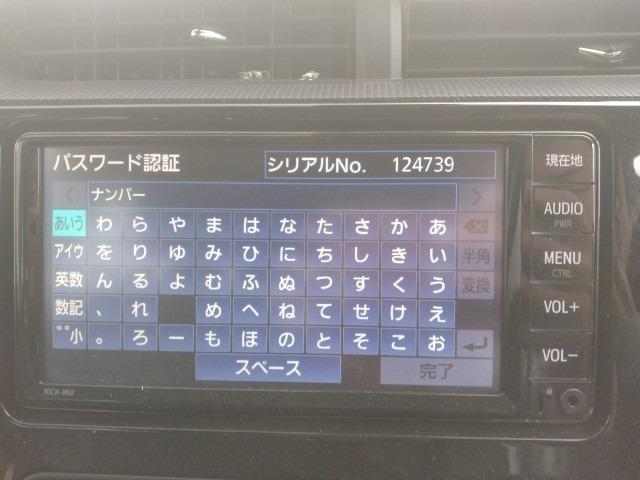 パスワード認証 シリアルNo. 124739
ナンバー
あいう わ ら や ま は な た さ か あ
アイウ を り ゆ み ひ に ち し き い 半角
英数 ん る よ む ふ ぬ つ す く う 変換
数記 、 れ め へ ね て せ け え
゛゜小 。 ろ ー も ほ の と そ こ お
スペース 完了
NSCN-W68
現在地
AUDIO
PWR
MENU
CTRL
VOL+
VOL-